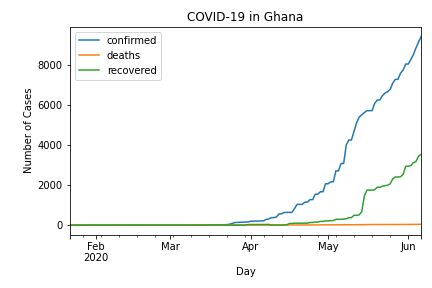 COVID-19 in Ghana
confirmed
deaths
recovered
Number of Cases
8000
6000
4000
2000
0
Feb Mar Apr May Jun
2020
Day